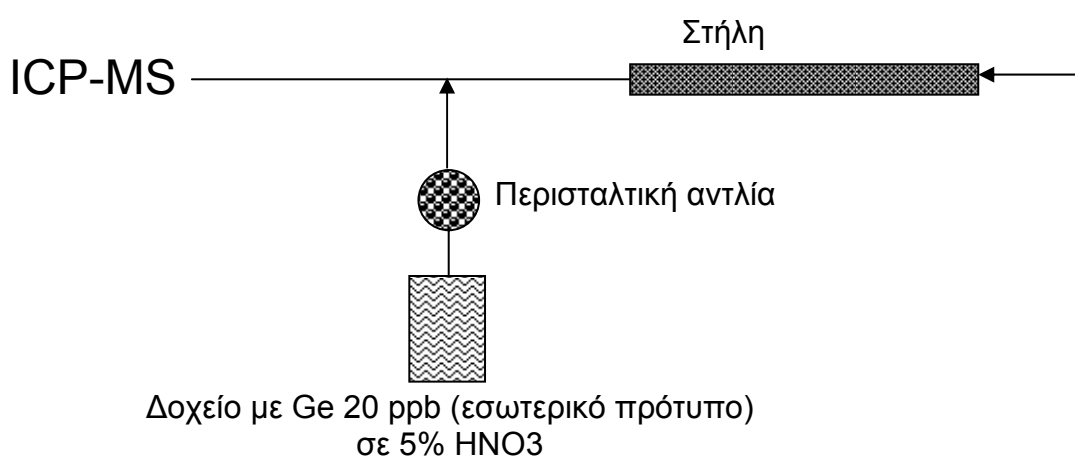 Στήλη
ICP-MS
Περισταλτική αντλία
Δοχείο με Ge 20 ppb (εσωτερικό πρότυπο)
σε 5% HNO3